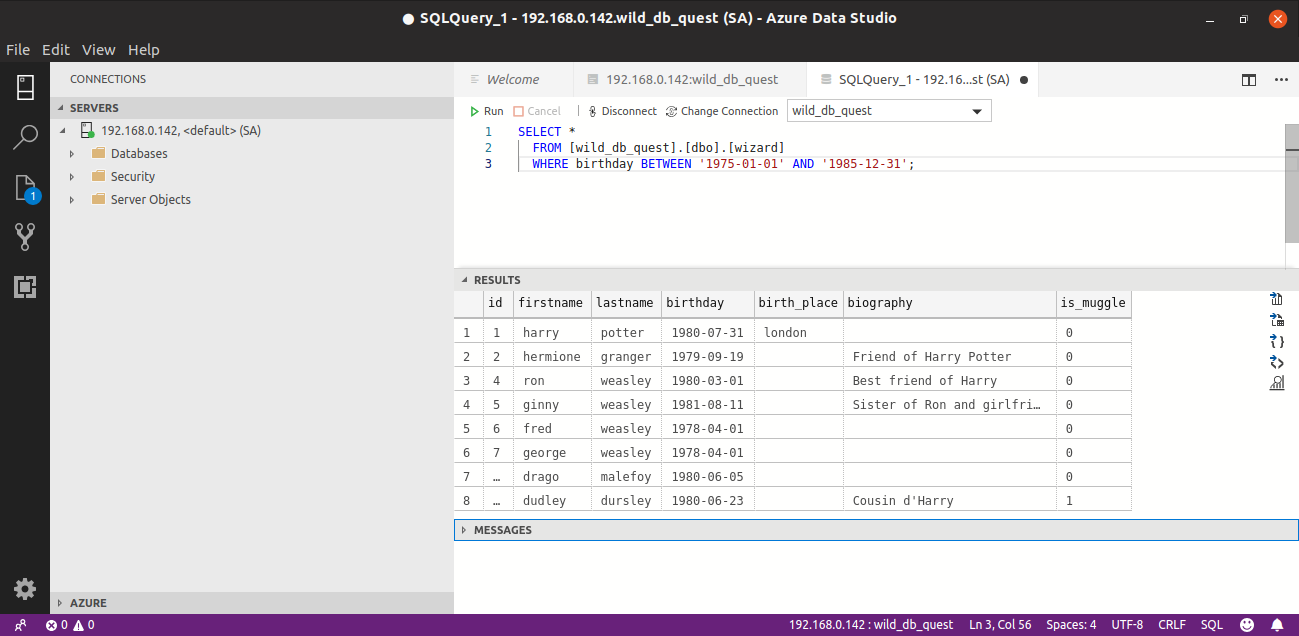 ● SQLQuery_1 - 192.168.0.142.wild_db_quest (SA) - Azure Data Studio
File Edit View Help
CONNECTIONS
SERVERS
192.168.0.142, <default> (SA)
Databases
Security
Server Objects
1
AZURE
Welcome 192.168.0.142:wild_db_quest SQLQuery_1 - 192.16...st (SA) ●
Run Cancel Disconnect Change Connection wild_db_quest
1 SELECT *
2 FROM [wild_db_quest].[dbo].[wizard]
3 WHERE birthday BETWEEN '1975-01-01' AND '1985-12-31';
RESULTS
id firstname lastname birthday birth_place biography is_muggle
1 1 harry potter 1980-07-31 london 0
2 2 hermione granger 1979-09-19 Friend of Harry Potter 0
3 4 ron weasley 1980-03-01 Best friend of Harry 0
4 5 ginny weasley 1981-08-11 Sister of Ron and girlfri… 0
5 6 fred weasley 1978-04-01 0
6 7 george weasley 1978-04-01 0
7 … drago malefoy 1980-06-05 0
8 … dudley dursley 1980-06-23 Cousin d'Harry 1
MESSAGES
0 0 192.168.0.142 : wild_db_quest Ln 3, Col 56 Spaces: 4 UTF-8 CRLF SQL